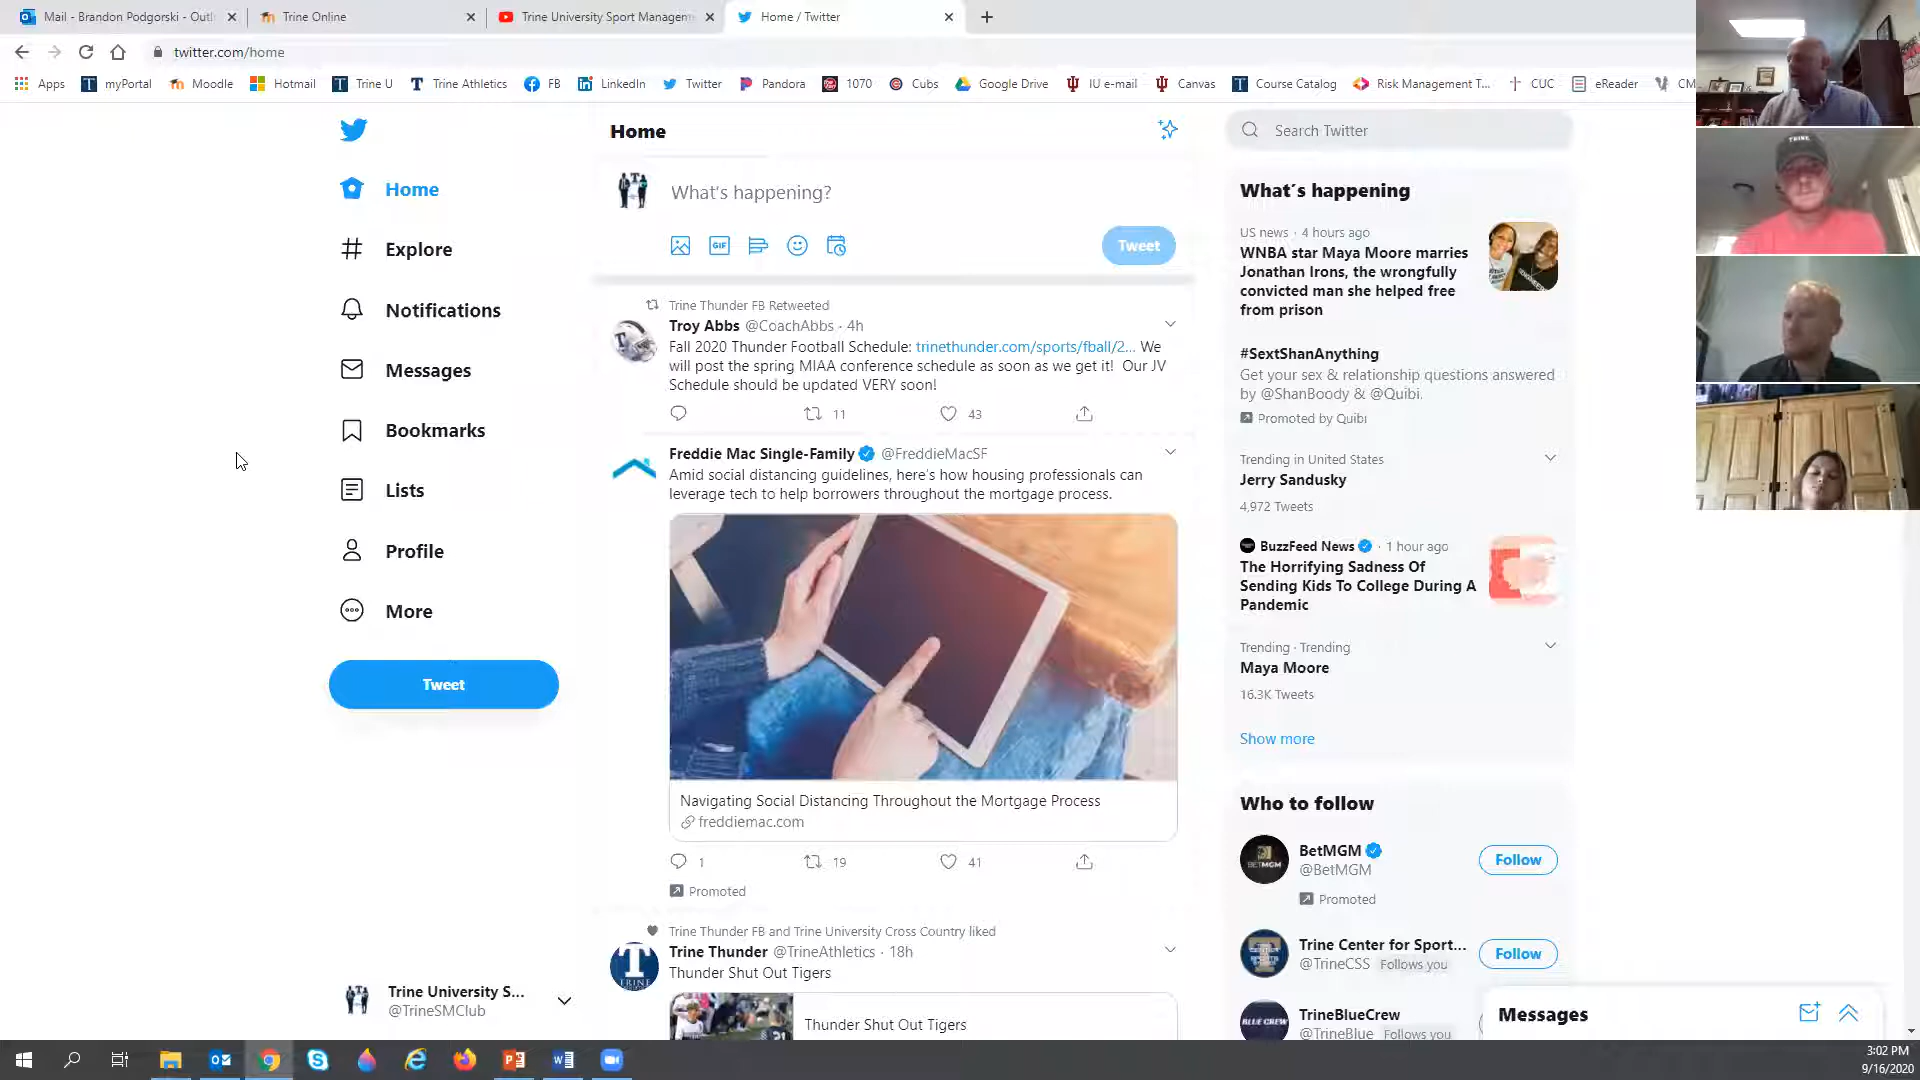 Mail - Brandon Podgorski - Outl
Trine Online
Trine University Sport Managem
Home / Twitter
twitter.com/home
Apps
myPortal
Moodle
Hotmail
Trine U
Trine Athletics
FB
LinkedIn
Twitter
Pandora
1070
Cubs
Google Drive
IU e-mail
Canvas
Course Catalog
Risk Management T...
CUC
eReader
CM
TRINE
Home
Explore
Notifications
Messages
Bookmarks
Lists
Profile
More
Tweet
Trine University S...
@TrineSMClub
Home
What's happening?
GIF
Tweet
Trine Thunder FB Retweeted
Troy Abbs @CoachAbbs · 4h
Fall 2020 Thunder Football Schedule: trinethunder.com/sports/fball/2... We
will post the spring MIAA conference schedule as soon as we get it! Our JV
Schedule should be updated VERY soon!
11
43
Freddie Mac Single-Family @FreddieMacSF
Amid social distancing guidelines, here's how housing professionals can
leverage tech to help borrowers throughout the mortgage process.
Navigating Social Distancing Throughout the Mortgage Process
freddiemac.com
1
19
41
Promoted
Trine Thunder FB and Trine University Cross Country liked
Trine Thunder @TrineAthletics · 18h
Thunder Shut Out Tigers
TRINE
Thunder Shut Out Tigers
Search Twitter
What's happening
US news · 4 hours ago
WNBA star Maya Moore marries
Jonathan Irons, the wrongfully
convicted man she helped free
from prison
#SextShanAnything
Get your sex & relationship questions answered
by @ShanBoody & @Quibi.
Promoted by Quibi
Trending in United States
Jerry Sandusky
4,972 Tweets
BuzzFeed News · 1 hour ago
The Horrifying Sadness Of
Sending Kids To College During A
Pandemic
Trending · Trending
Maya Moore
16.3K Tweets
Show more
Who to follow
BETMGM
BetMGM
@BetMGM
Follow
Promoted
Trine Center for Sport...
@TrineCSS Follows you
Follow
BLUE CREW
TrineBlueCrew
@TrineBlue Follows you
Messages
3:02 PM
9/16/2020